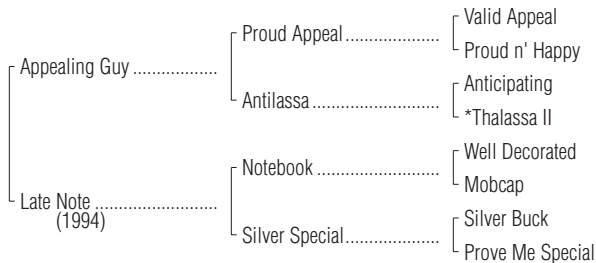 Valid Appeal
Proud Appeal....................
Proud n' Happy
Appealing Guy ..................
Anticipating
Antilassa...........................
*Thalassa II
Well Decorated
Notebook ..........................
Mobcap
Late Note ..........................
(1994)
Silver Buck
Silver Special....................
Prove Me Special